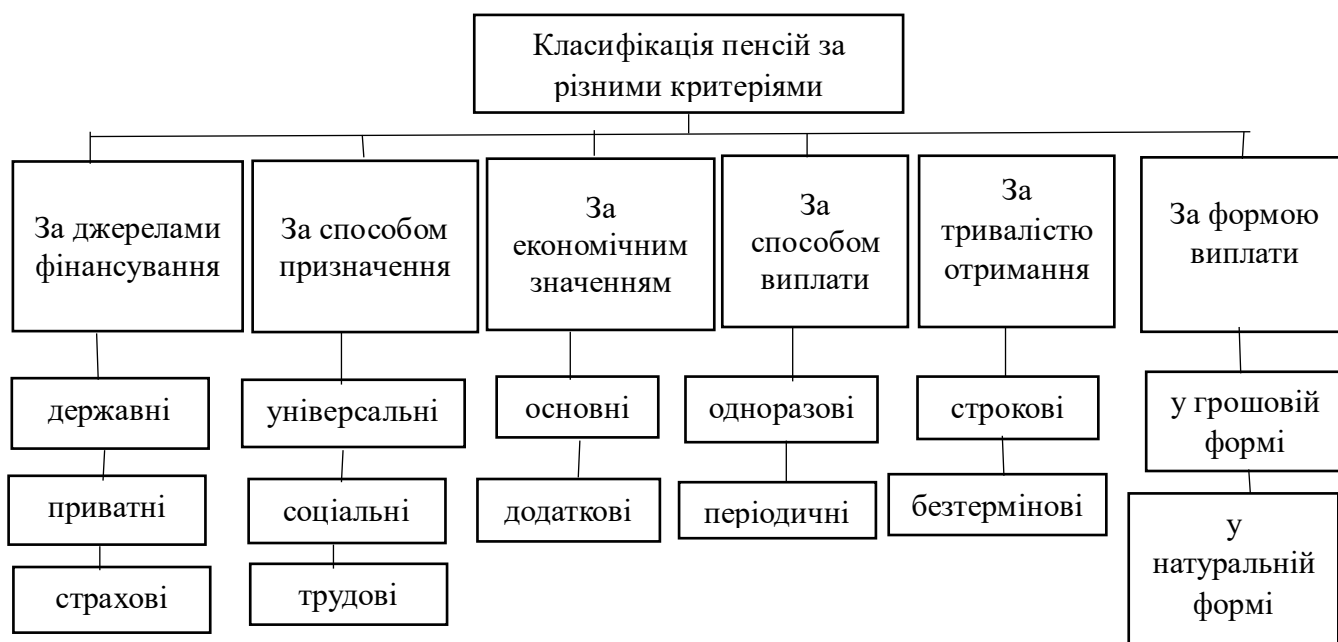 Класифікація пенсій за
різними критеріями
За джерелами
фінансування
За способом
призначення
За
економічним
значенням
За
способом
виплати
За
тривалістю
отримання
За формою
виплати
державні
приватні
страхові
універсальні
соціальні
трудові
основні
додаткові
одноразові
періодичні
строкові
безтермінові
у грошовій
формі
у
натуральній
формі